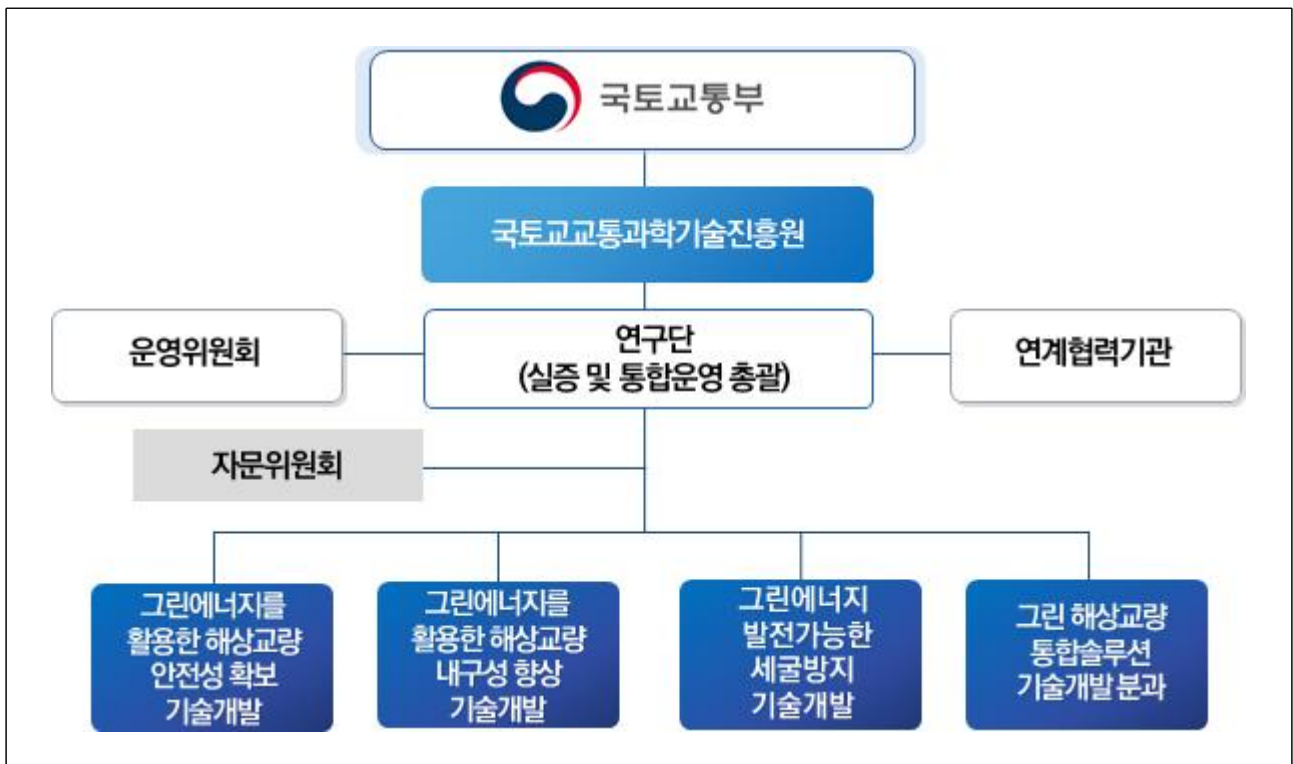 국토교통부
국토교교통과학기술진흥원
운영위원회
연구단
(실증 및 통합운영 총괄)
연계협력기관
자문위원회
그린에너지를
활용한 해상교량
안전성 확보
기술개발
그린에너지를
활용한 해상교량
내구성 향상
기술개발
그린에너지
발전가능한
세굴방지
기술개발
그린 해상교량
통합솔루션
기술개발 분과